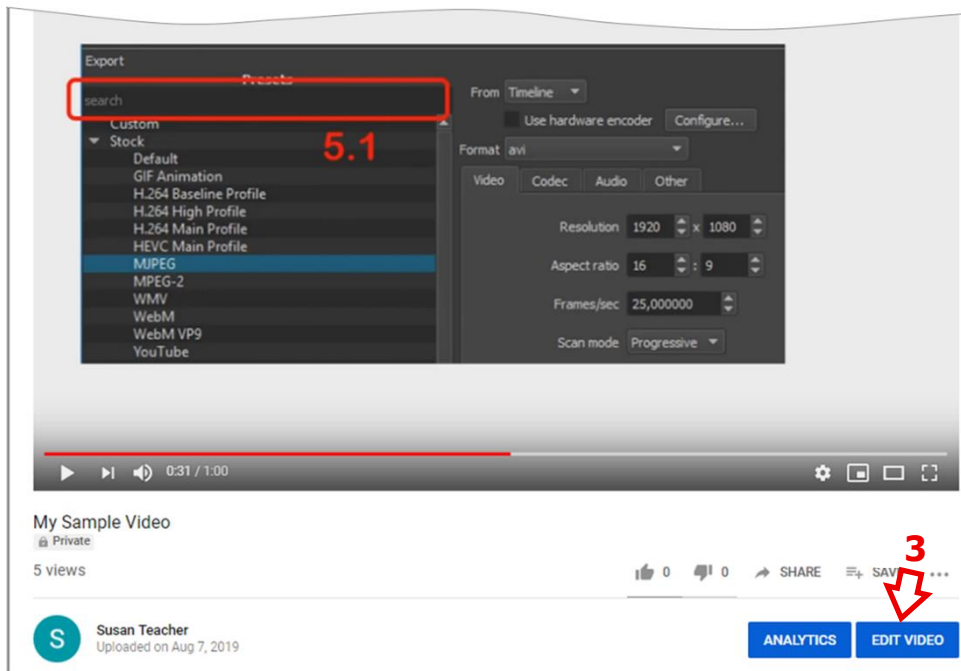 Export
Presets
search
Custom
Stock
5.1
Default
GIF Animation
H.264 Baseline Profile
H.264 High Profile
H.264 Main Profile
HEVC Main Profile
MJPEG
MPEG-2
WMV
WebM
WebM VP9
YouTube
From Timeline
Use hardware encoder Configure...
Format avi
Video Codec Audio Other
Resolution 1920 x 1080
Aspect ratio 16 : 9
Frames/sec 25,000000
Scan mode Progressive
0:31 / 1:00
My Sample Video
Private
3
5 views
0 0 SHARE SAVE ...
S
Susan Teacher
Uploaded on Aug 7, 2019
ANALYTICS EDIT VIDEO